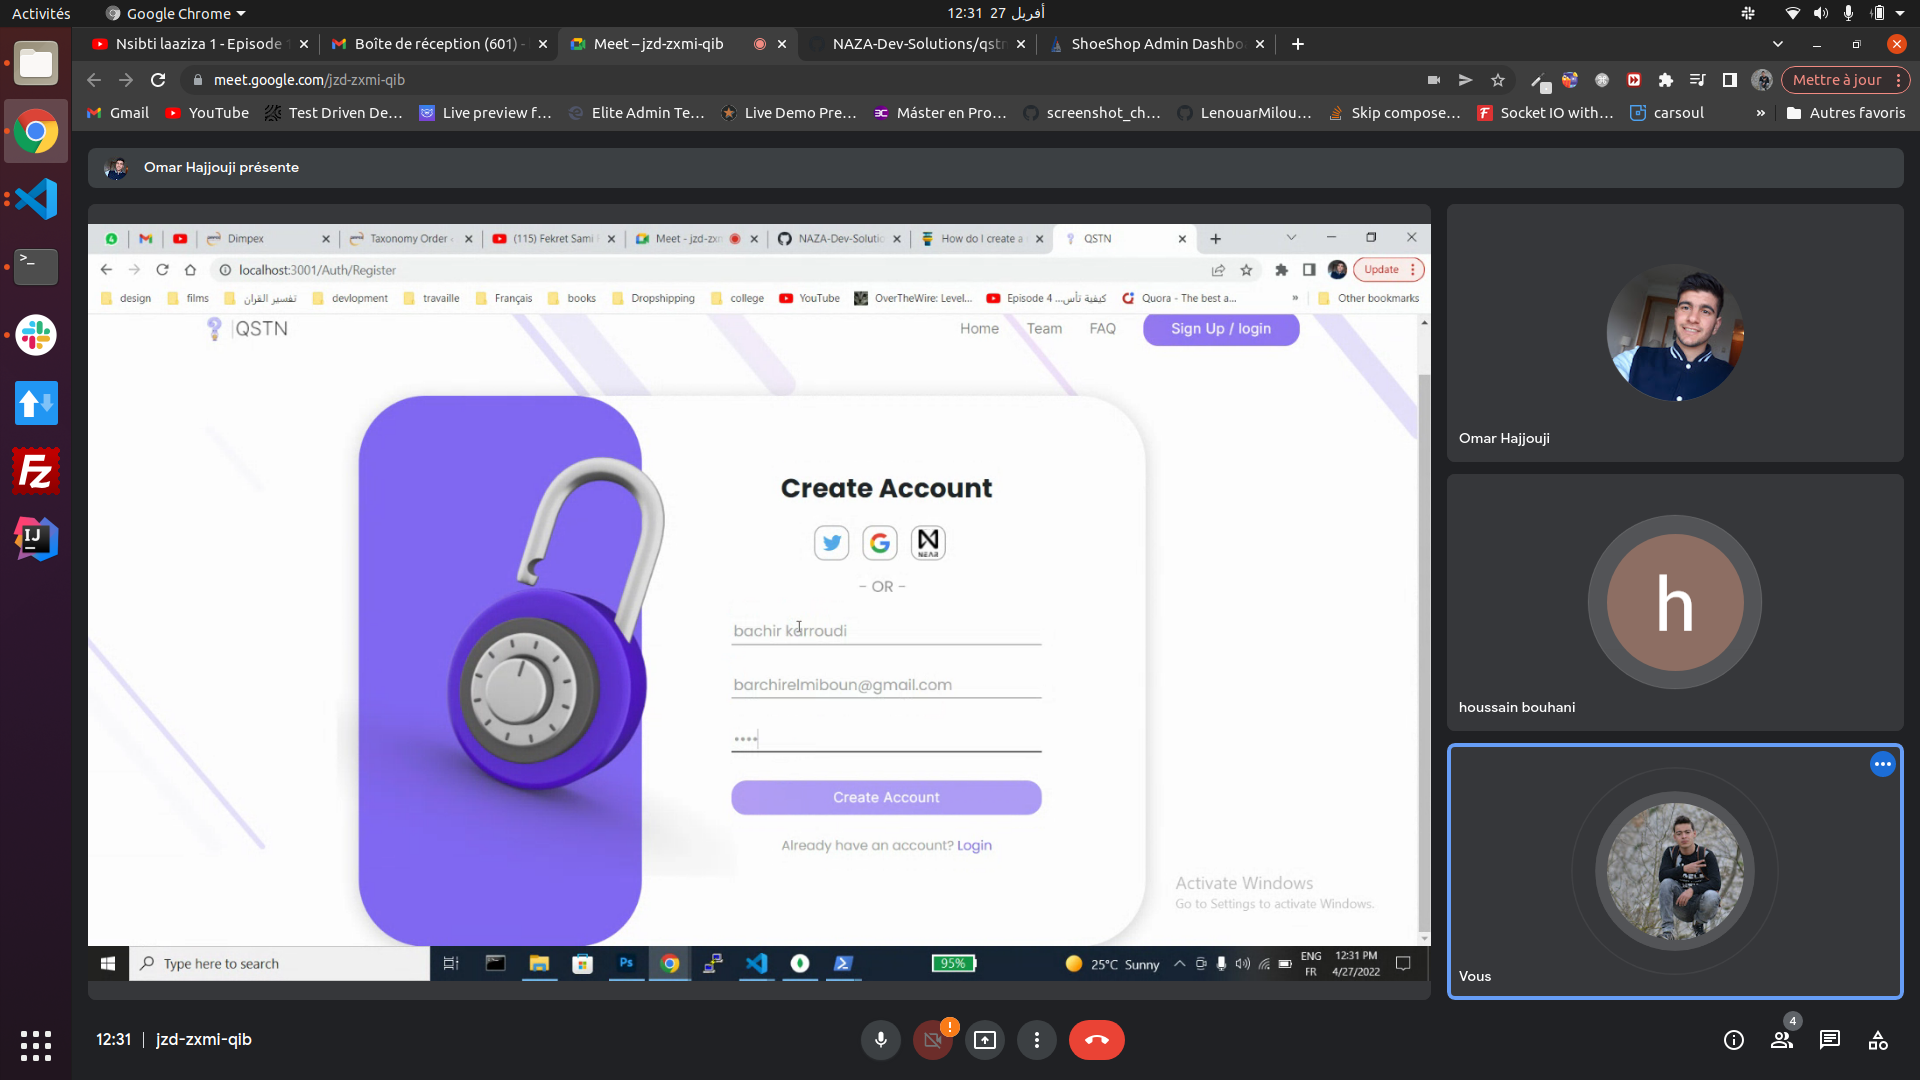 Activités
Google Chrome
12:31 27 أفريل
Nsibti laaziza 1 - Episode 1
Boîte de réception (601) -
Meet – jzd-zxmi-qib
NAZA-Dev-Solutions/qstn
ShoeShop Admin Dashbo
meet.google.com/jzd-zxmi-qib
Mettre à jour
Gmail
YouTube
Test Driven De…
Live preview f…
Elite Admin Te…
Live Demo Pre…
Máster en Pro…
screenshot_ch…
LenouarMilou…
Skip compose…
Socket IO with…
carsoul
»
Autres favoris
Omar Hajjouji présente
Dimpex
Taxonomy Order
(115) Fekret Sami
Meet - jzd-zxn
NAZA-Dev-Solutio
How do I create a
QSTN
localhost:3001/Auth/Register
Update
design
films
تفسير القران
devlopment
travaille
Français
books
Dropshipping
college
YouTube
OverTheWire: Level...
Episode 4 ...كيفية تأس
Quora - The best a...
»
Other bookmarks
QSTN
Home
Team
FAQ
Sign Up / login
Create Account
NEAR
- OR -
bachir karroudi
barchirelmiboun@gmail.com
••••
Create Account
Already have an account? Login
Activate Windows
Go to Settings to activate Windows.
Type here to search
Ps
95%
25°C Sunny
ENG
FR
12:31 PM
4/27/2022
Omar Hajjouji
h
houssain bouhani
Vous
12:31
jzd-zxmi-qib
4
Fz
IJ